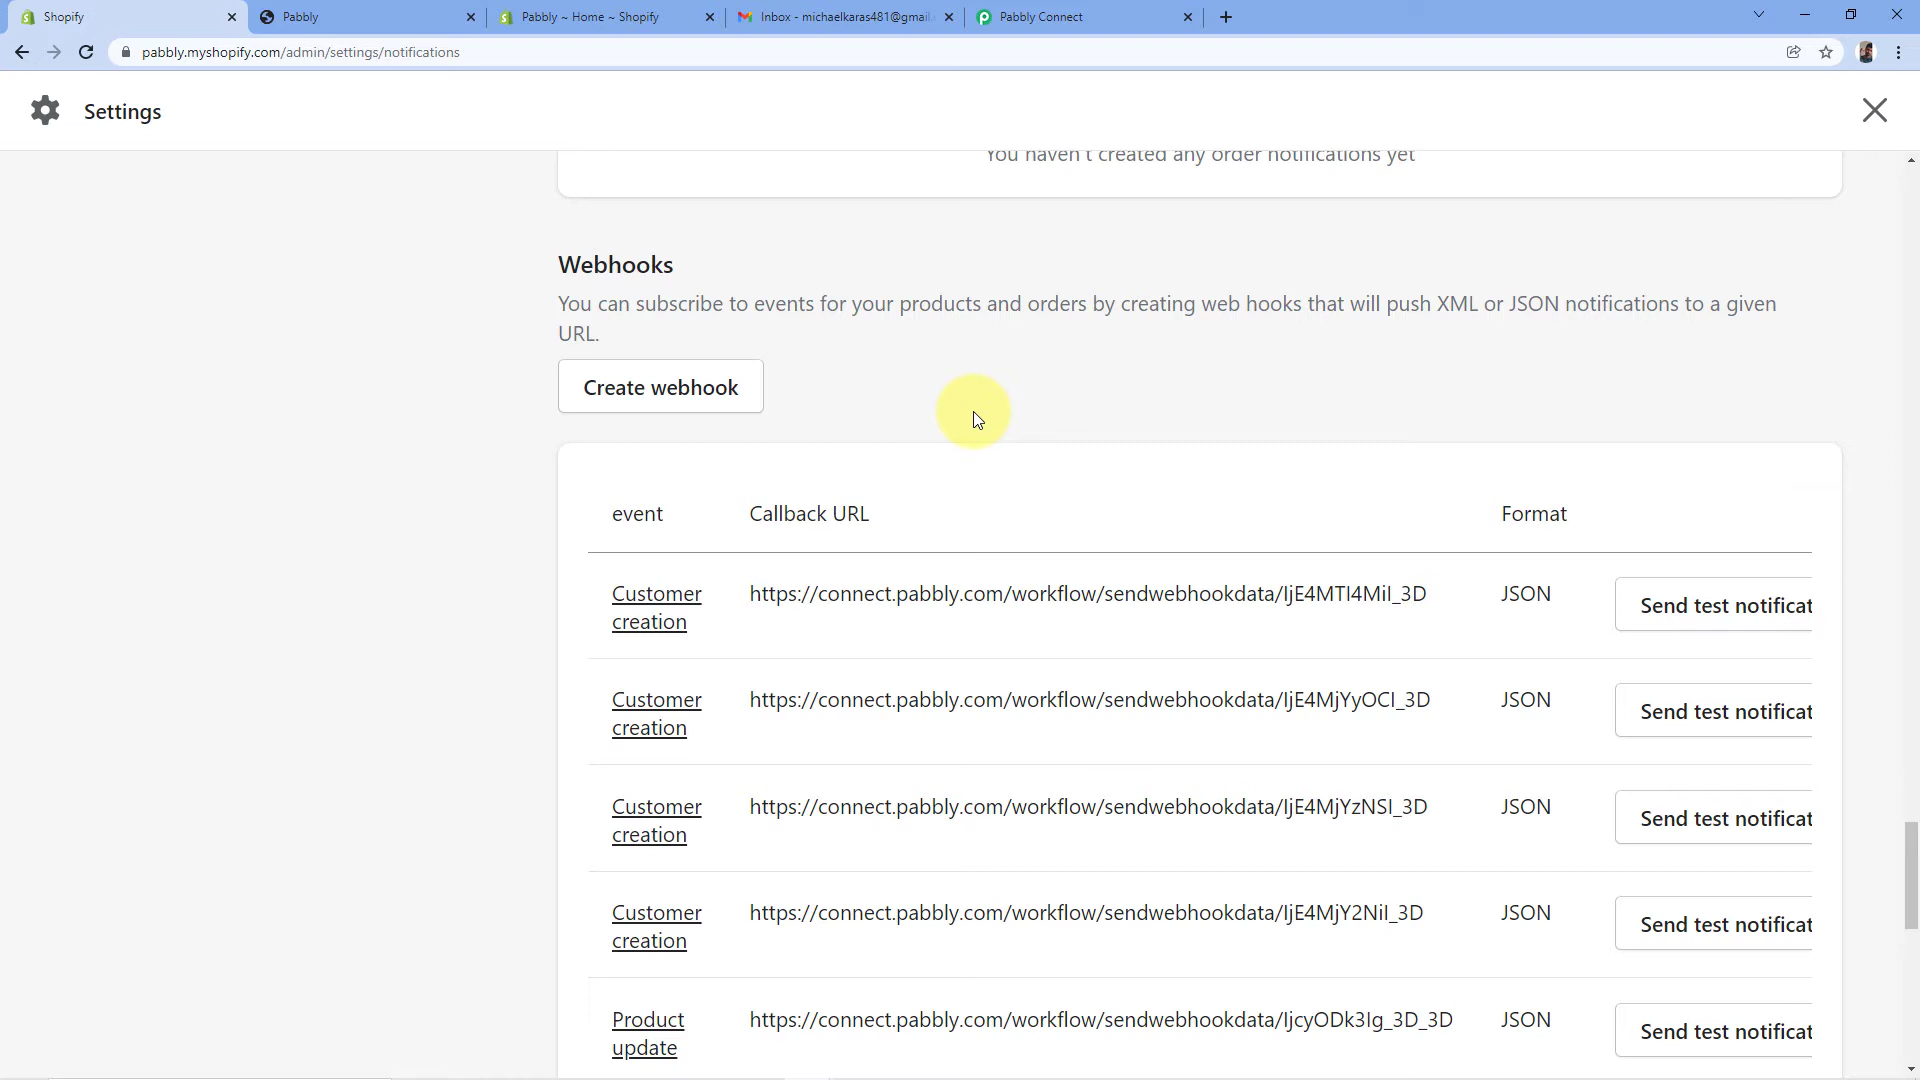 Shopify
Pabbly
Pabbly ~ Home ~ Shopify
Inbox - michaelkaras481@gmail.
Pabbly Connect
pabbly.myshopify.com/admin/settings/notifications
Settings
You haven't created any order notifications yet
Webhooks
You can subscribe to events for your products and orders by creating web hooks that will push XML or JSON notifications to a given
URL.
Create webhook
event Callback URL Format
Customer creation https://connect.pabbly.com/workflow/sendwebhookdata/IjE4MTI4MiI_3D JSON Send test notificat
Customer creation https://connect.pabbly.com/workflow/sendwebhookdata/IjE4MjYyOCI_3D JSON Send test notificat
Customer creation https://connect.pabbly.com/workflow/sendwebhookdata/IjE4MjYzNSI_3D JSON Send test notificat
Customer creation https://connect.pabbly.com/workflow/sendwebhookdata/IjE4MjY2NiI_3D JSON Send test notificat
Product update https://connect.pabbly.com/workflow/sendwebhookdata/IjcyODk3Ig_3D_3D JSON Send test notificat